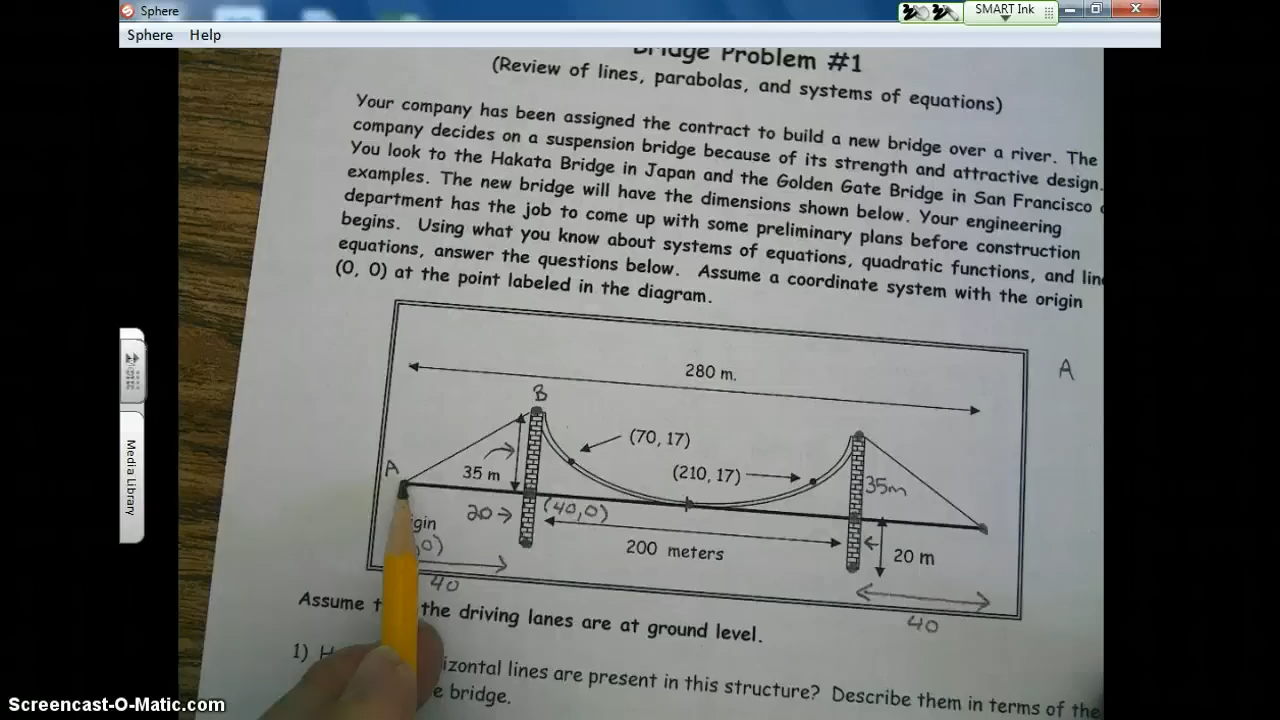 Sphere
SMART Ink
Sphere Help
Bridge Problem #1
(Review of lines, parabolas, and systems of equations)
Your company has been assigned the contract to build a new bridge over a river. The
company decides on a suspension bridge because of its strength and attractive design.
You look to the Hakata Bridge in Japan and the Golden Gate Bridge in San Francisco
examples. The new bridge will have the dimensions shown below. Your engineering
department has the job to come up with some preliminary plans before construction
begins. Using what you know about systems of equations, quadratic functions, and
equations, answer the questions below. Assume a coordinate system with the origin
(0, 0) at the point labeled in the diagram.
A
280 m.
B
(70, 17)
A
35 m
(210, 17)
35m
20
(40,0)
200 meters
20 m
40
40
Assume the driving lanes are at ground level.
1) lines are present in this structure? Describe them in terms of the
bridge.
Media Library
Screencast-O-Matic.com